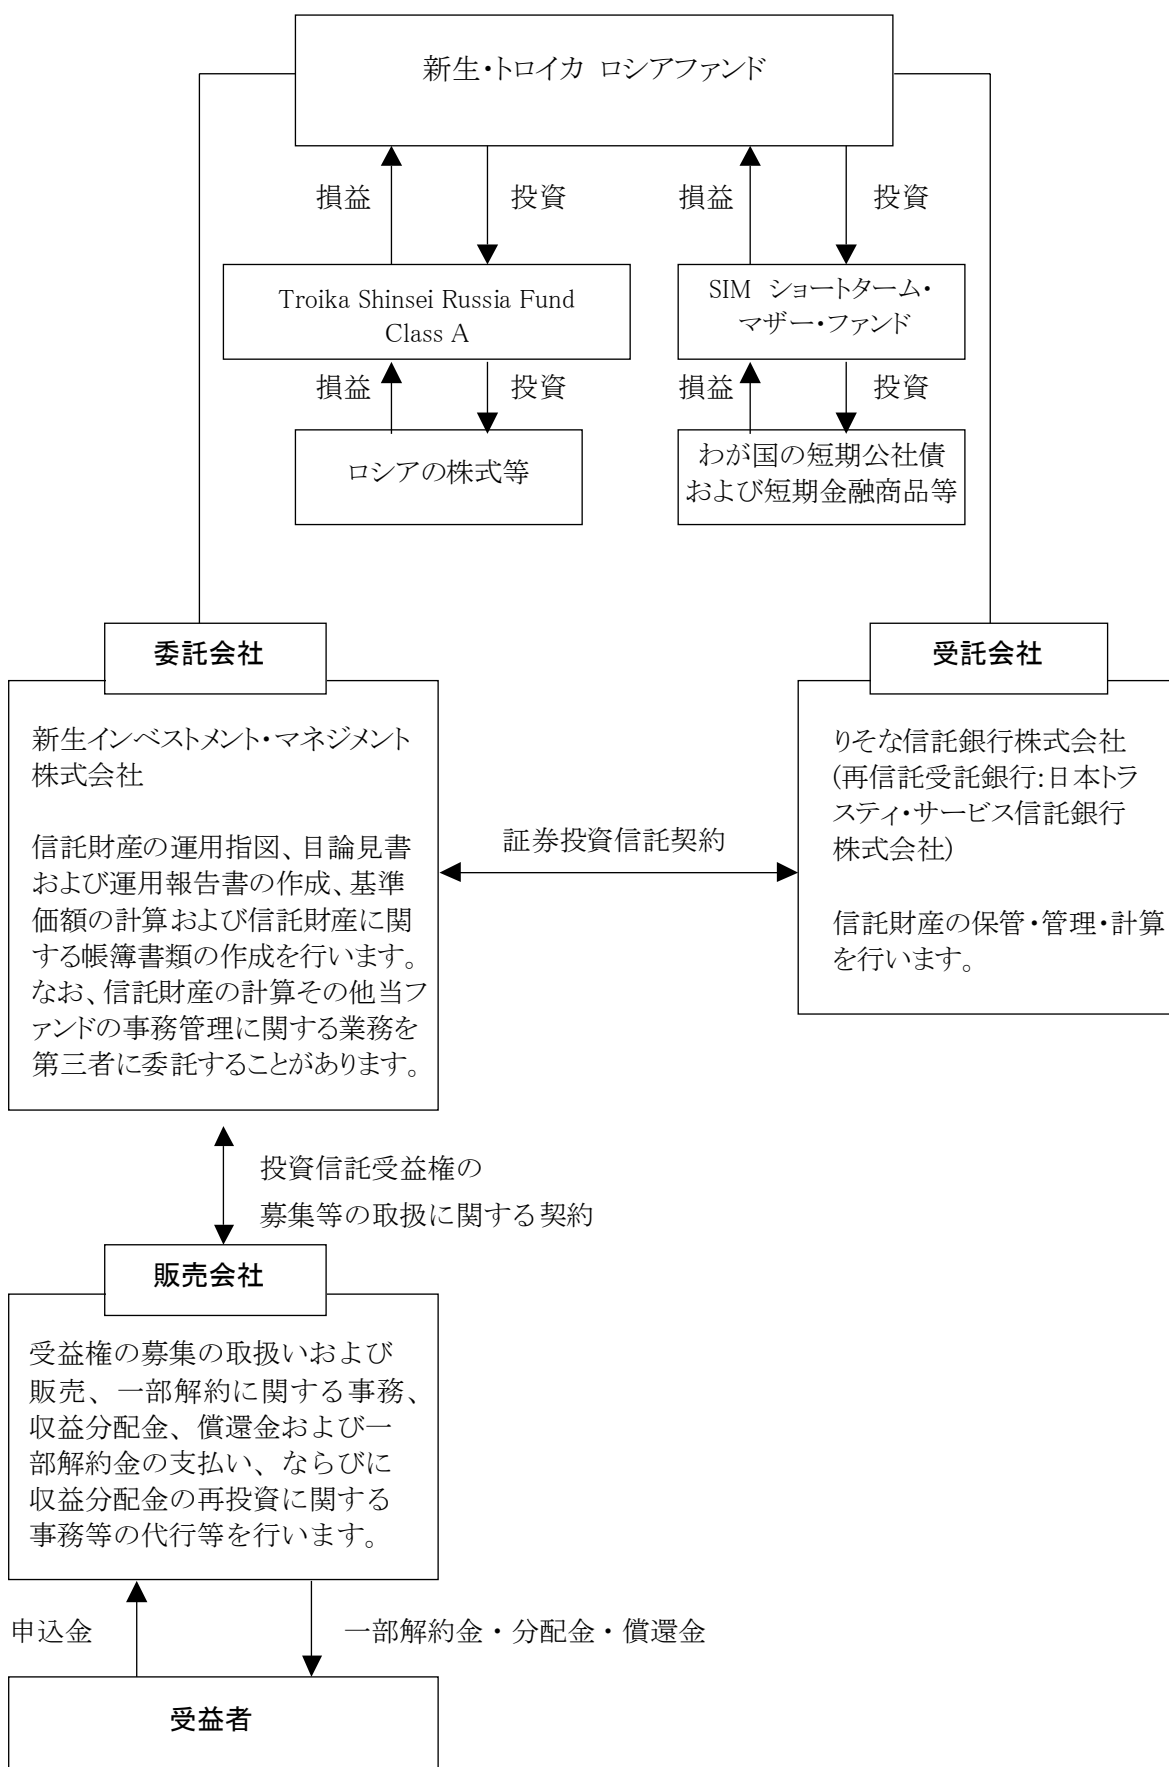 新生・トロイカ ロシアファンド
損益
投資
損益
投資
Troika Shinsei Russia Fund
Class A
SIM ショートターム・
マザー・ファンド
損益
投資
損益
投資
ロシアの株式等
わが国の短期公社債
および短期金融商品等
委託会社
新生インベストメント・マネジメント
株式会社
信託財産の運用指図、目論見書
および運用報告書の作成、基準
価額の計算および信託財産に関
する帳簿書類の作成を行います。
なお、信託財産の計算その他当フ
ァンドの事務管理に関する業務を
第三者に委託することがあります。
証券投資信託契約
受託会社
りそな信託銀行株式会社
(再信託受託銀行:日本トラ
スティ・サービス信託銀行
株式会社)
信託財産の保管・管理・計算
を行います。
投資信託受益権の
募集等の取扱に関する契約
販売会社
受益権の募集の取扱いおよび
販売、一部解約に関する事務、
収益分配金、償還金および一
部解約金の支払い、ならびに
収益分配金の再投資に関する
事務等の代行等を行います。
申込金
一部解約金・分配金・償還金
受益者